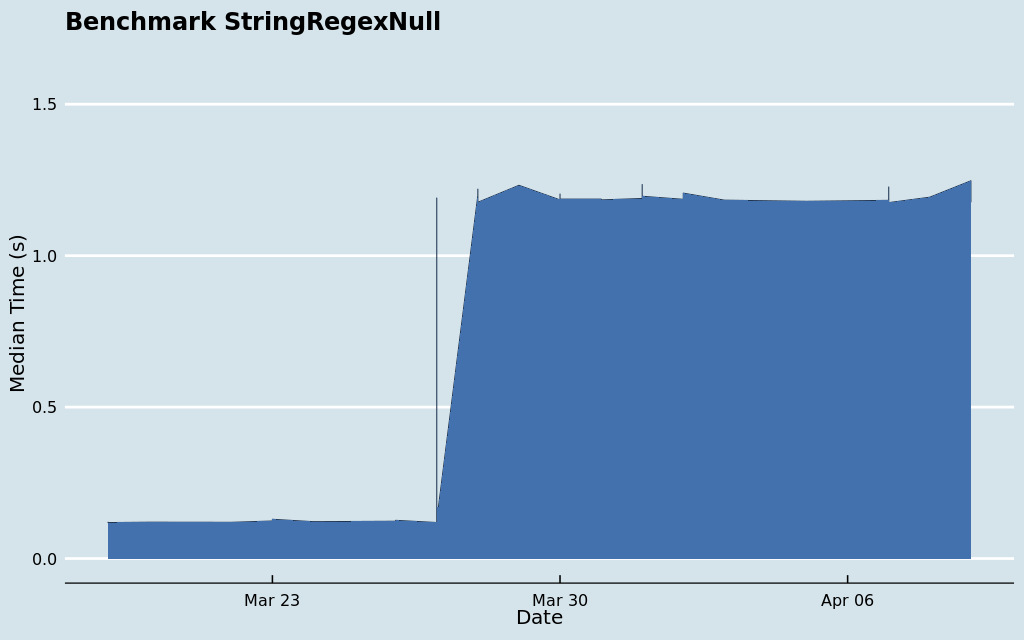 Benchmark StringRegexNull
Median Time (s)
1.5
1.0
0.5
0.0
Mar 23
Mar 30
Apr 06
Date